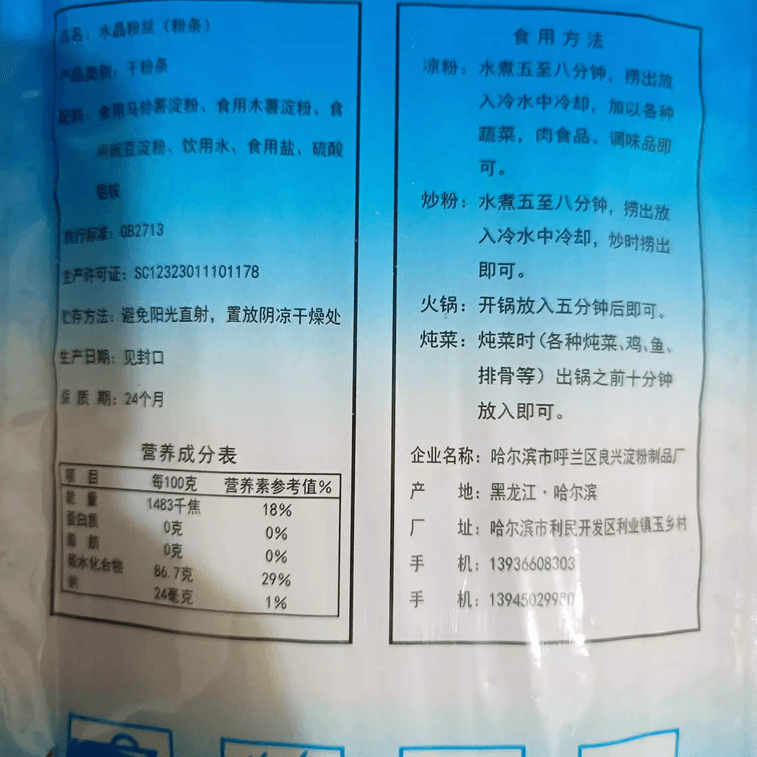 品名：水晶粉丝（粉条）
产品类别：干粉条
配料：食用马铃薯淀粉、食用木薯淀粉、食
用豌豆淀粉、饮用水、食用盐、硫酸
铝铵
执行标准：GB2713
生产许可证：SC12323011101178
贮存方法：避免阳光直射，置放阴凉干燥处
生产日期：见封口
保质期：24个月
营养成分表
项目 每100克 营养素参考值%
能量 1483千焦 18%
蛋白质 0克 0%
脂肪 0克 0%
碳水化合物 86.7克 29%
钠 24毫克 1%
食用方法
凉粉：水煮五至八分钟，捞出放
入冷水中冷却，加以各种
蔬菜，肉食品、调味品即
可。
炒粉：水煮五至八分钟，捞出放
入冷水中冷却，炒时捞出
即可。
火锅：开锅放入五分钟后即可。
炖菜：炖菜时（各种炖菜、鸡、鱼、
排骨等）出锅之前十分钟
放入即可。
企业名称：哈尔滨市呼兰区良兴淀粉制品厂
产地：黑龙江·哈尔滨
厂址：哈尔滨市利民开发区利业镇玉乡村
手机：13936608303
手机：